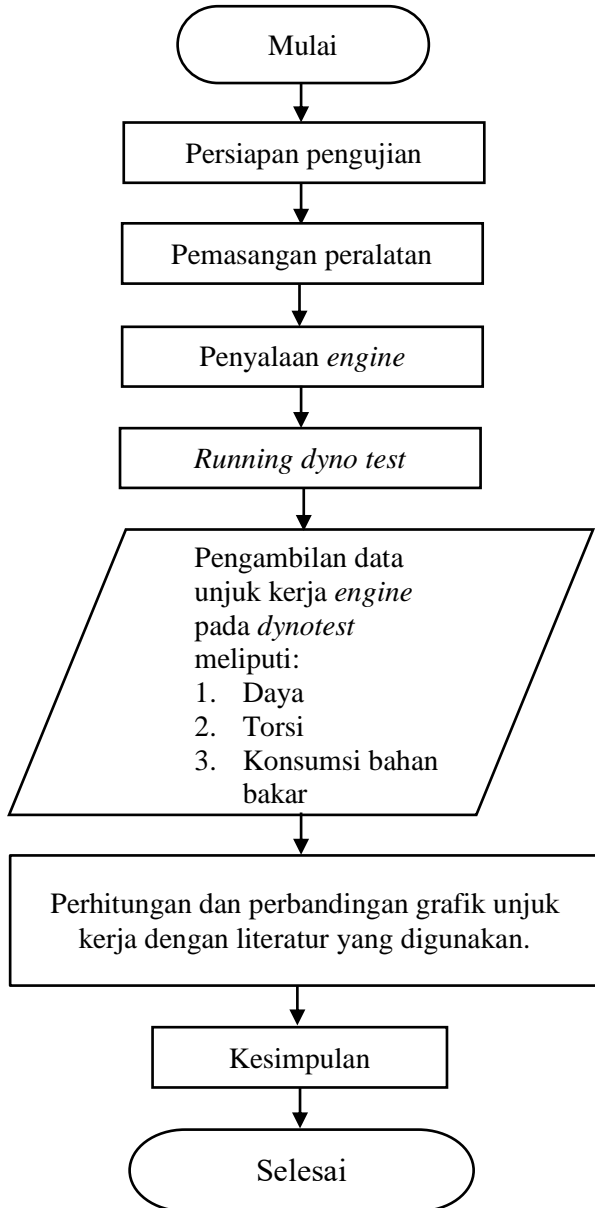 Mulai
Persiapan pengujian
Pemasangan peralatan
Penyalaan engine
Running dyno test
Pengambilan data
unjuk kerja engine
pada dynotest
meliputi:
1. Daya
2. Torsi
3. Konsumsi bahan
bakar
Perhitungan dan perbandingan grafik unjuk
kerja dengan literatur yang digunakan.
Kesimpulan
Selesai